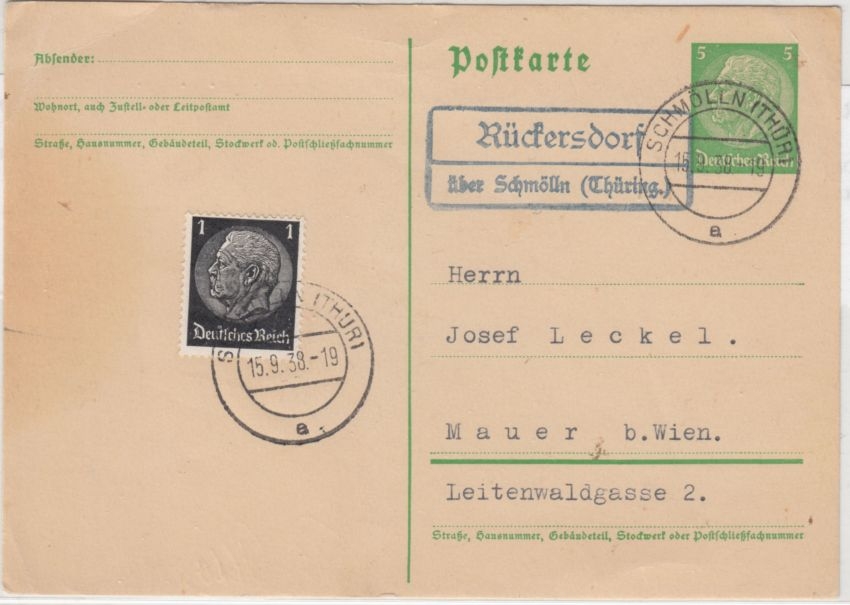 Absender:
Wohnort, auch Zustell- oder Leitpostamt
Straße, Hausnummer, Gebäudeteil, Stockwerk od. Postschließfachnummer
Postkarte
5 5
Deutsches Reich
Rückersdorf
über Schmölln (Thüring.)
SCHMÖLLN (THÜR)
15.9.38.-19
a
1 1
Deutsches Reich
S N (THÜR)
15.9.38.-19
a
Herrn
Josef Leckel.
Mauer b.Wien.
Leitenwaldgasse 2.
Straße, Hausnummer, Gebäudeteil, Stockwerk oder Postschließfachnummer